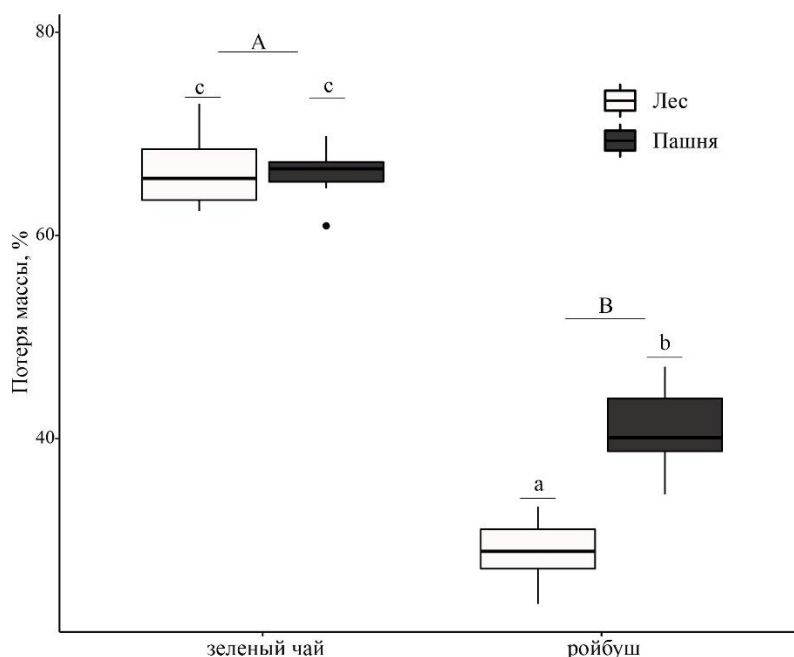 80
A
c
c
Лес
Пашня
60
Потеря массы, %
B
b
40
a
зеленый чай
ройбуш